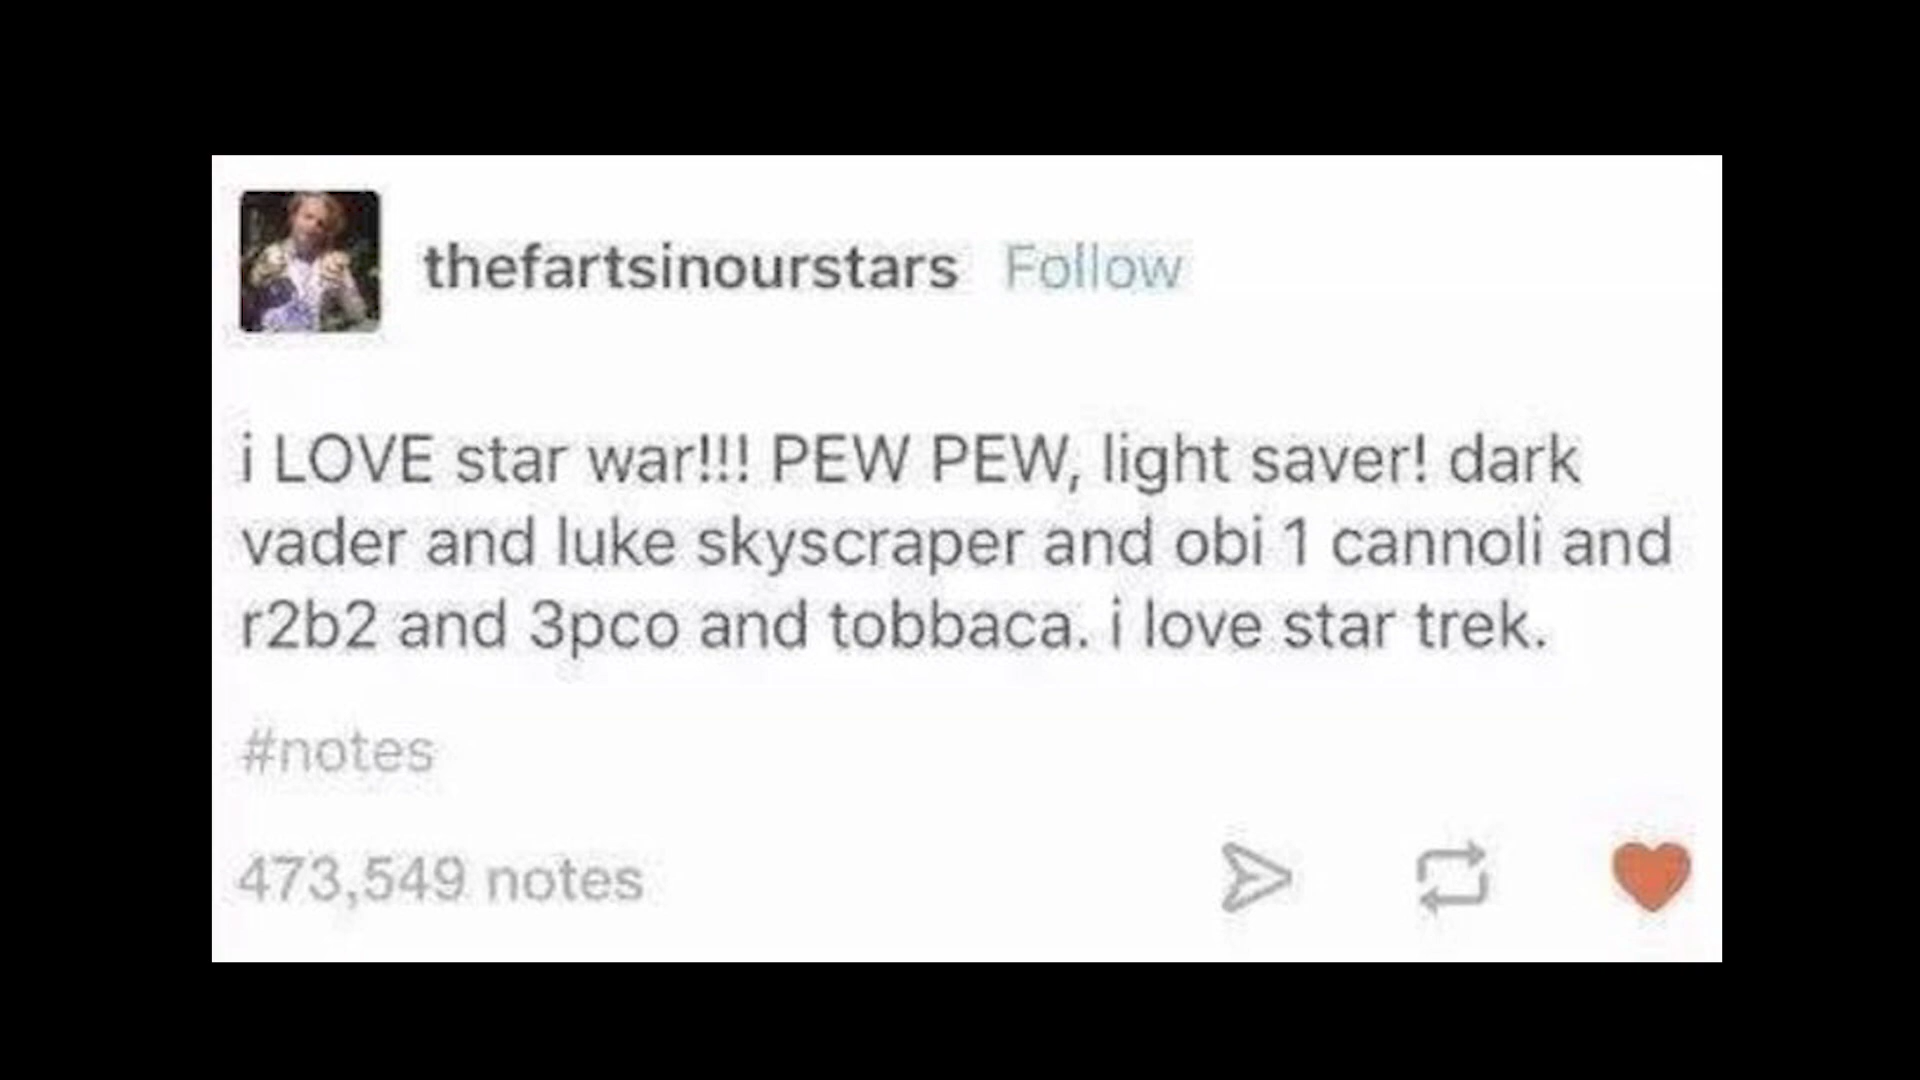 thefartsinourstars Follow
i LOVE star war!!! PEW PEW, light saver! dark
vader and luke skyscraper and obi 1 cannoli and
r2b2 and 3pco and tobbaca. i love star trek.
#notes
473,549 notes